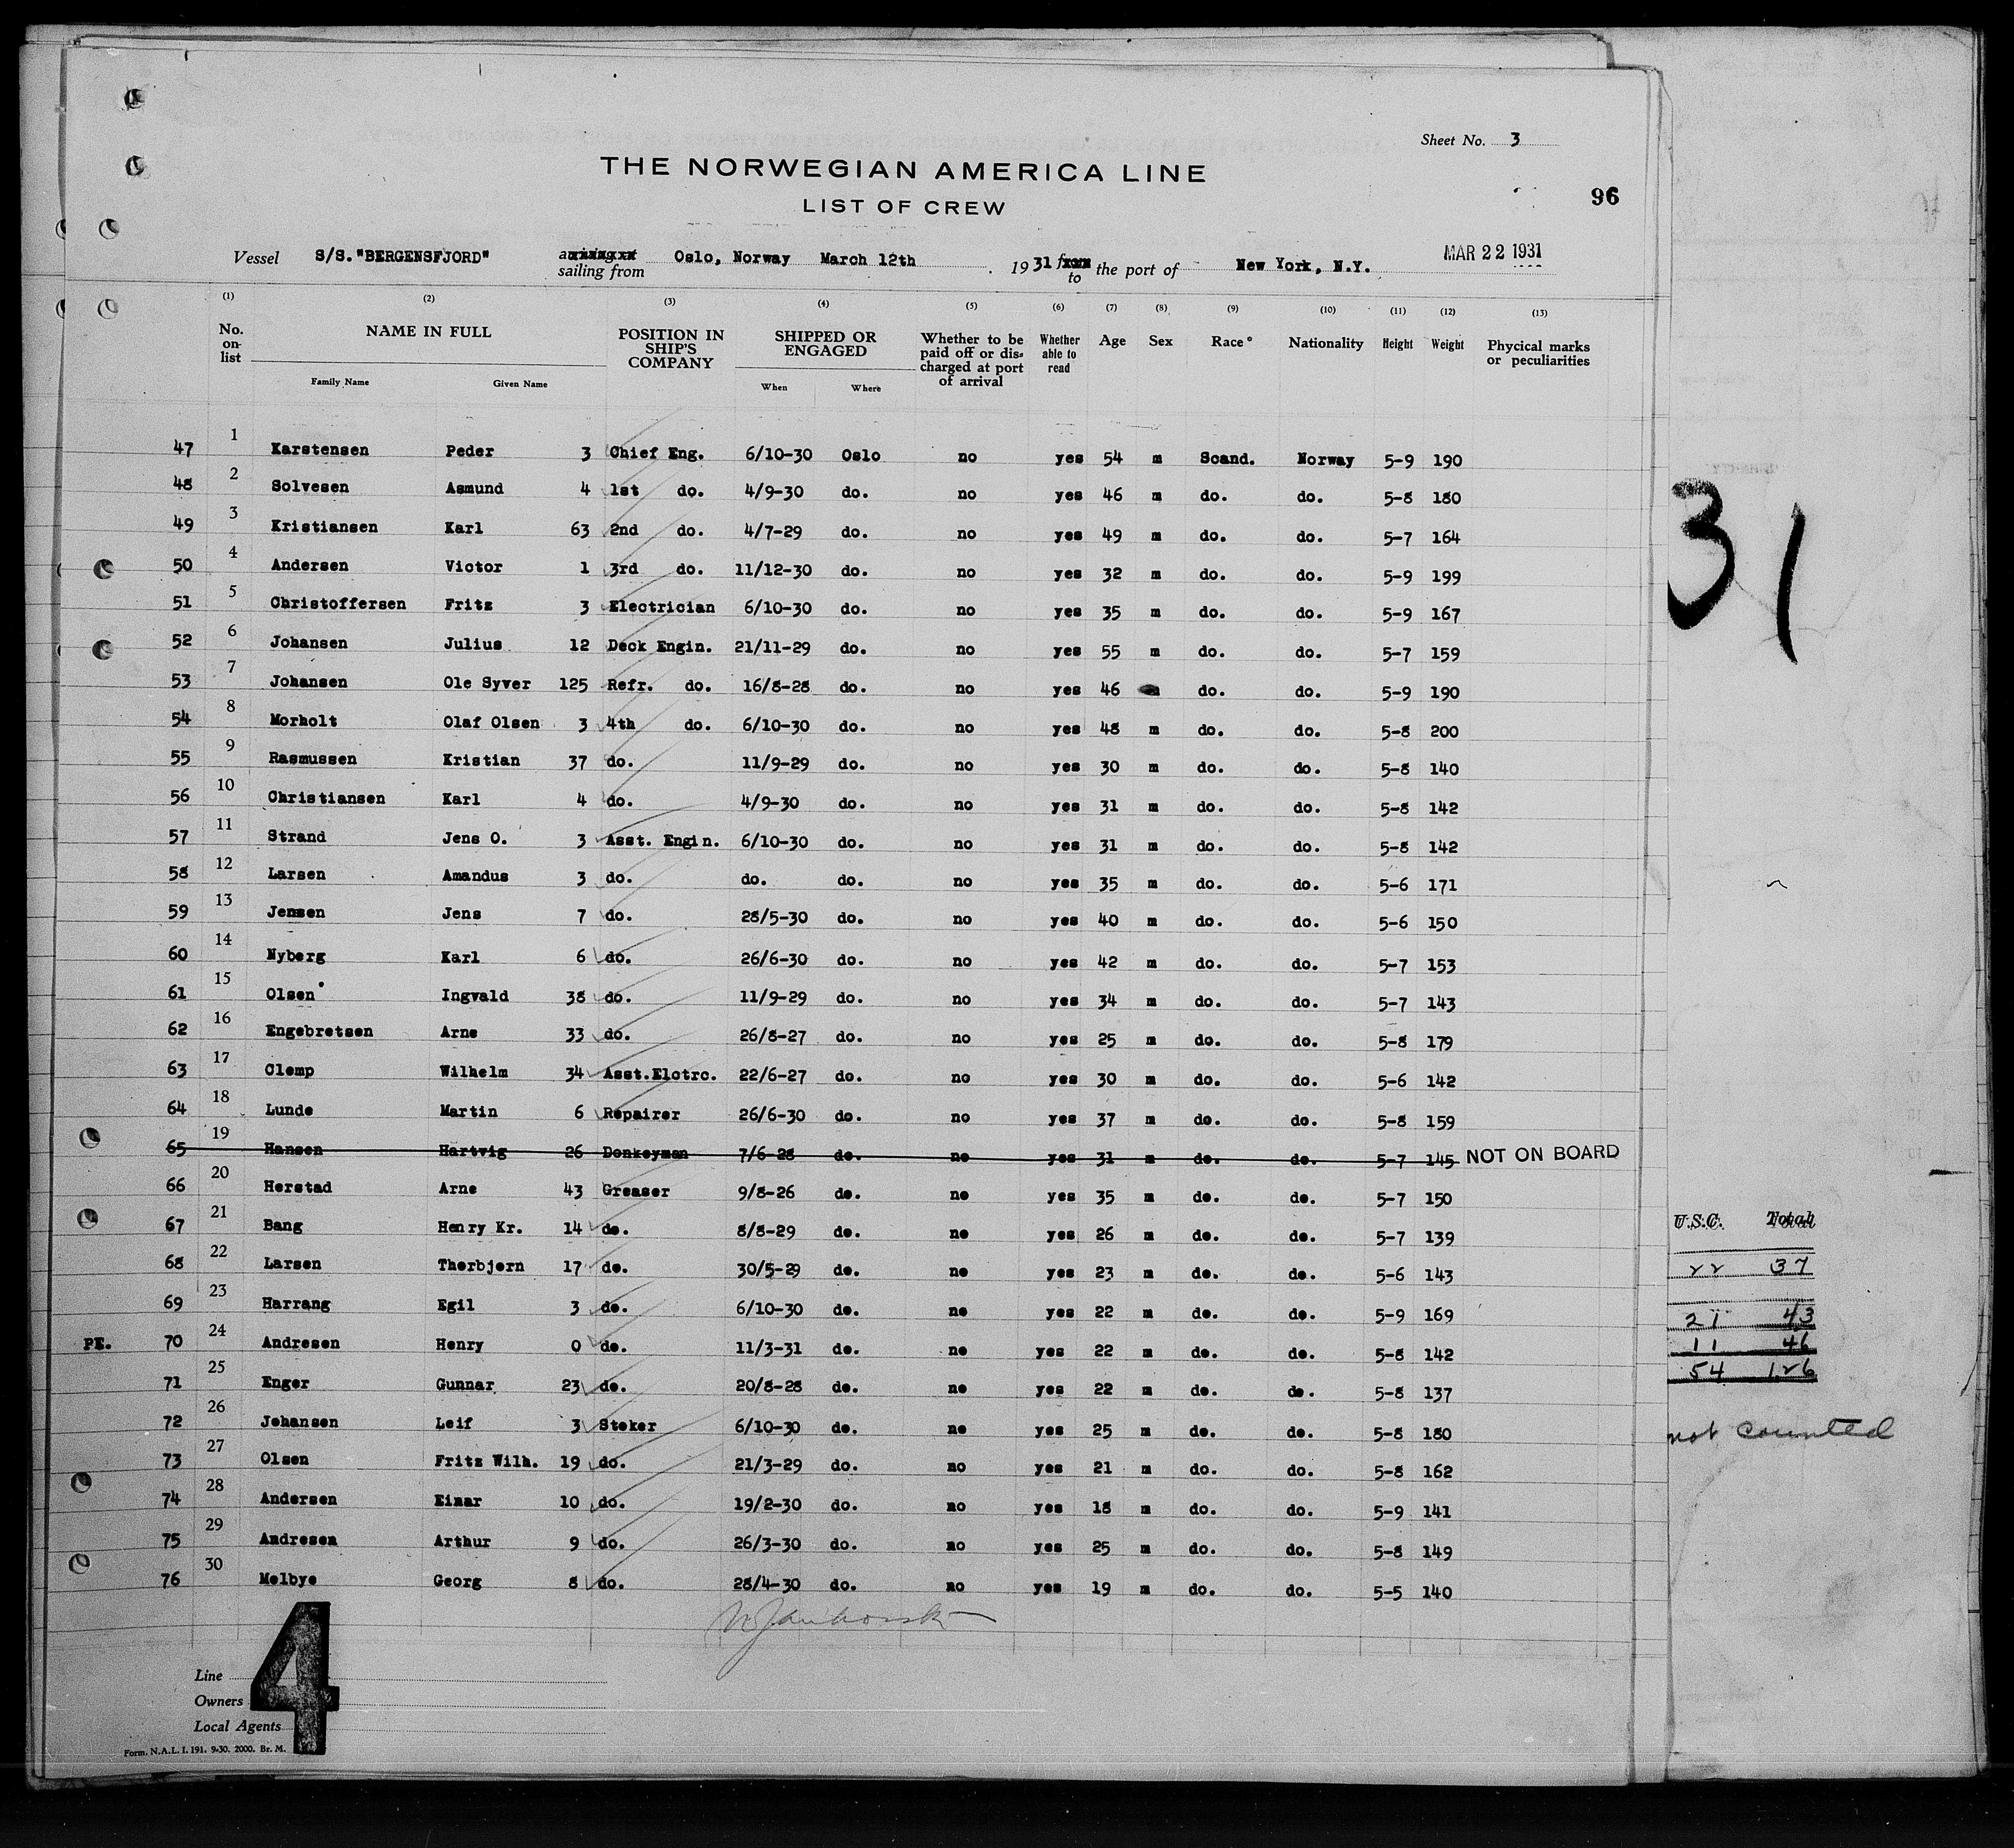 Sheet No. 3
THE NORWEGIAN AMERICA LINE
96
LIST OF CREW
Vessel S/S. "BERGENSFJORD" sailing from Oslo, Norway March 12th 1931 to the port of New York, N.Y. MAR 22 1931
(1) (2) (3) (4) (5) (6) (7) (8) (9) (10) (11) (12) (13)
No. on list NAME IN FULL Family Name Given Name POSITION IN SHIP'S COMPANY SHIPPED OR ENGAGED When Where Whether to be paid off or discharged at port of arrival Whether able to read Age Sex Race* Nationality Height Weight Phycical marks or peculiarities
47 1 Karstensen Peder 3 Chief Eng. 6/10-30 Oslo no yes 54 m Scand. Norway 5-9 190
48 2 Solvesen Asmund 4 1st do. 4/9-30 do. no yes 46 m do. do. 5-8 180
49 3 Kristiansen Karl 63 2nd do. 4/7-29 do. no yes 49 m do. do. 5-7 164
50 4 Andersen Victor 1 3rd do. 11/12-30 do. no yes 32 m do. do. 5-9 199
51 5 Christoffersen Fritz 3 Electrician 6/10-30 do. no yes 35 m do. do. 5-9 167
52 6 Johansen Julius 12 Deck Engin. 21/11-29 do. no yes 55 m do. do. 5-7 159
53 7 Johansen Ole Syver 125 Refr. do. 16/8-28 do. no yes 46 m do. do. 5-9 190
54 8 Morholt Olaf Olsen 3 4th do. 6/10-30 do. no yes 48 m do. do. 5-8 200
55 9 Rasmussen Kristian 37 do. 11/9-29 do. no yes 30 m do. do. 5-8 140
56 10 Christiansen Karl 4 do. 4/9-30 do. no yes 31 m do. do. 5-8 142
57 11 Strand Jens O. 3 Asst. Engin. 6/10-30 do. no yes 31 m do. do. 5-8 142
58 12 Larsen Amandus 3 do. do. do. no yes 35 m do. do. 5-6 171
59 13 Jensen Jens 7 do. 28/5-30 do. no yes 40 m do. do. 5-6 150
60 14 Nyberg Karl 6 do. 26/6-30 do. no yes 42 m do. do. 5-7 153
61 15 Olsen Ingvald 38 do. 11/9-29 do. no yes 34 m do. do. 5-7 143
62 16 Engebretsen Arne 33 do. 26/8-27 do. no yes 25 m do. do. 5-8 179
63 17 Clemp Wilhelm 34 Asst.Elctrc. 22/6-27 do. no yes 30 m do. do. 5-6 142
64 18 Lunde Martin 6 Repairer 26/6-30 do. no yes 37 m do. do. 5-8 159
65 19 Hansen Hartvig 26 Donkeyman 7/6-28 do. no yes 31 m do. do. 5-7 145 NOT ON BOARD
66 20 Herstad Arne 43 Greaser 9/8-26 do. no yes 35 m do. do. 5-7 150
67 21 Bang Henry Kr. 14 do. 8/8-29 do. no yes 26 m do. do. 5-7 139
68 22 Larsen Thorbjorn 17 do. 30/5-29 do. no yes 23 m do. do. 5-6 143
69 23 Harrang Egil 3 do. 6/10-30 do. no yes 22 m do. do. 5-9 169
PE. 70 24 Andresen Henry 0 do. 11/3-31 do. no yes 22 m do. do. 5-8 142
71 25 Enger Gunnar 23 do. 20/8-28 do. no yes 22 m do. do. 5-8 137
72 26 Johansen Leif 3 Stoker 6/10-30 do. no yes 25 m do. do. 5-8 180
73 27 Olsen Fritz Wilh. 19 do. 21/3-29 do. no yes 21 m do. do. 5-8 162
74 28 Andersen Einar 10 do. 19/2-30 do. no yes 18 m do. do. 5-9 141
75 29 Andresen Arthur 9 do. 26/3-30 do. no yes 25 m do. do. 5-8 149
76 30 Melbye Georg 8 do. 28/4-30 do. no yes 19 m do. do. 5-5 140
Line
Owners
Local Agents
4
Form. N.A.L. I. 191. 9-30. 2000. Br. M.
31
U.S.C. Total
22 37
21 43
11 46
54 126
not counted